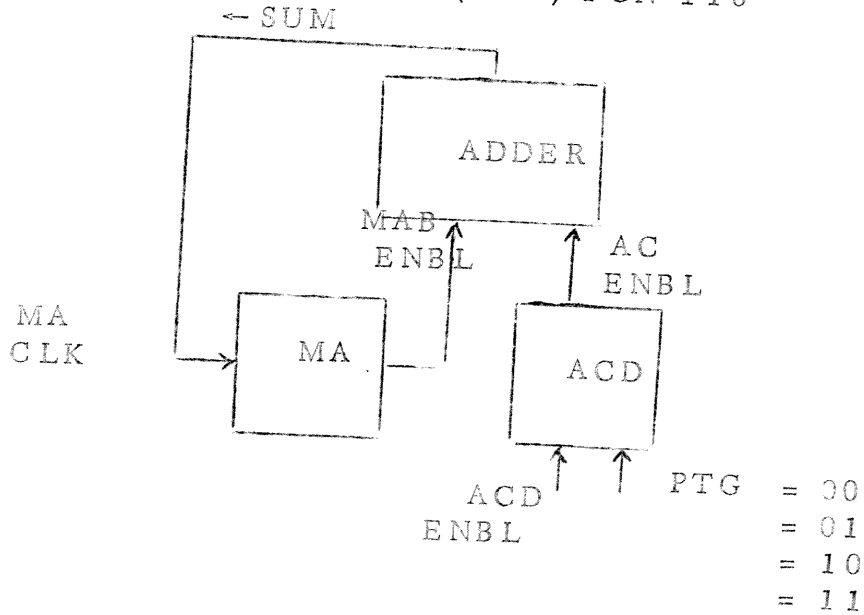 ← SUM
ADDER
MAB
ENBL
AC
ENBL
MA
CLK
MA
ACD
ACD
ENBL
PTG = 00
= 01
= 10
= 11